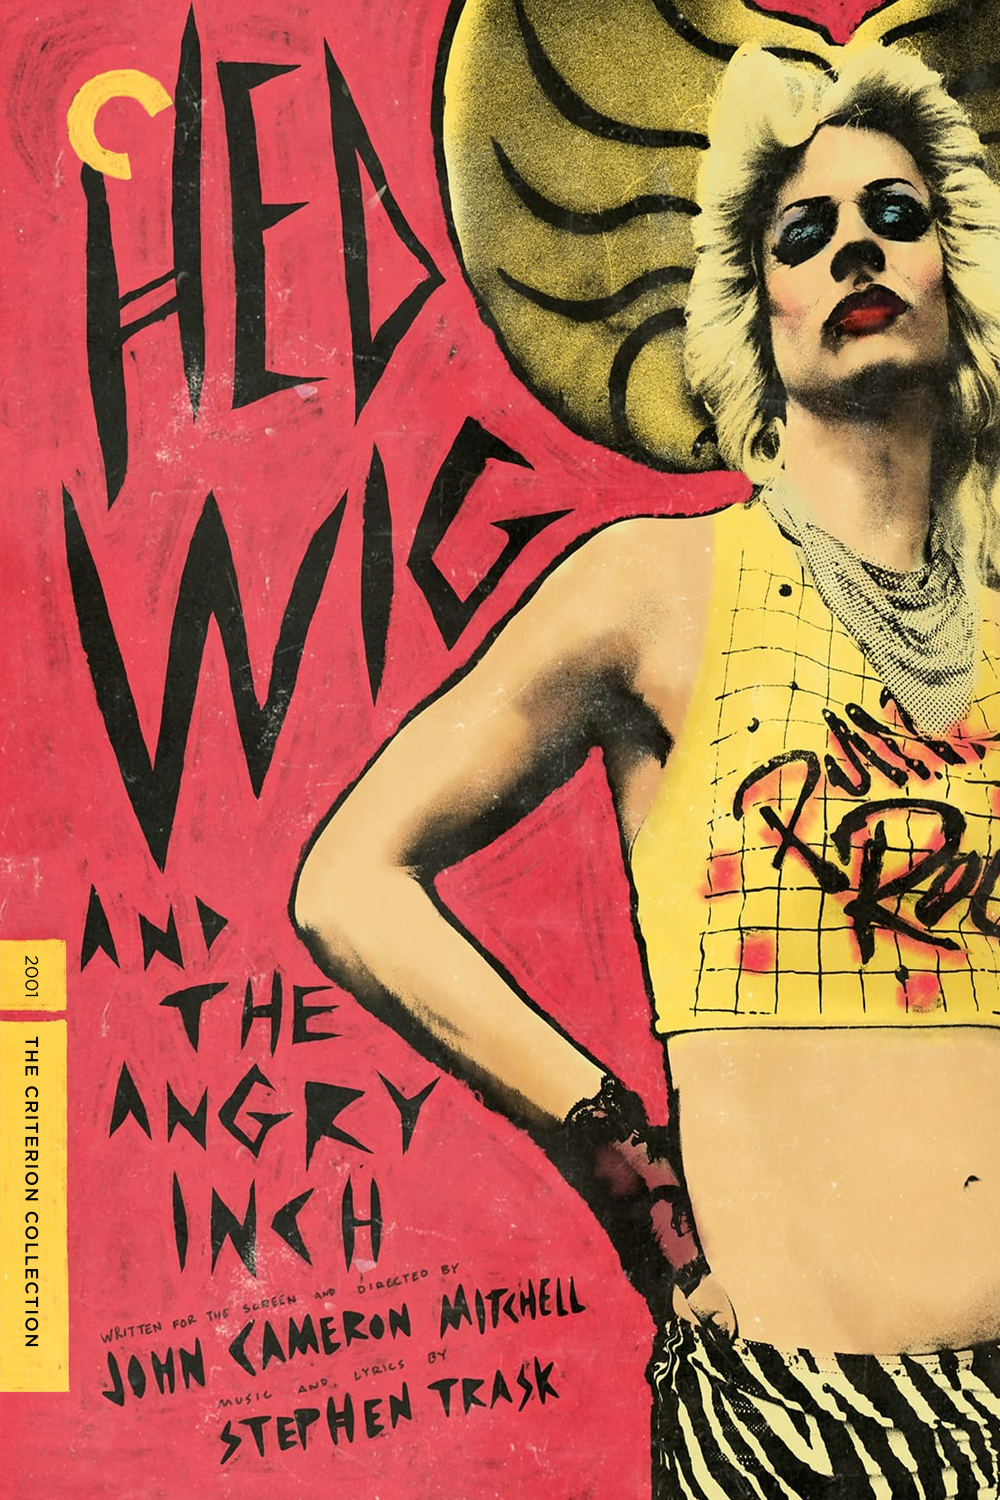 HED
WIG
AND
THE
ANGRY
INCH
WRITTEN FOR THE SCREEN AND DIRECTED BY
JOHN CAMERON MITCHELL
MUSIC AND LYRICS BY
STEPHEN TRASK
2001 THE CRITERION COLLECTION